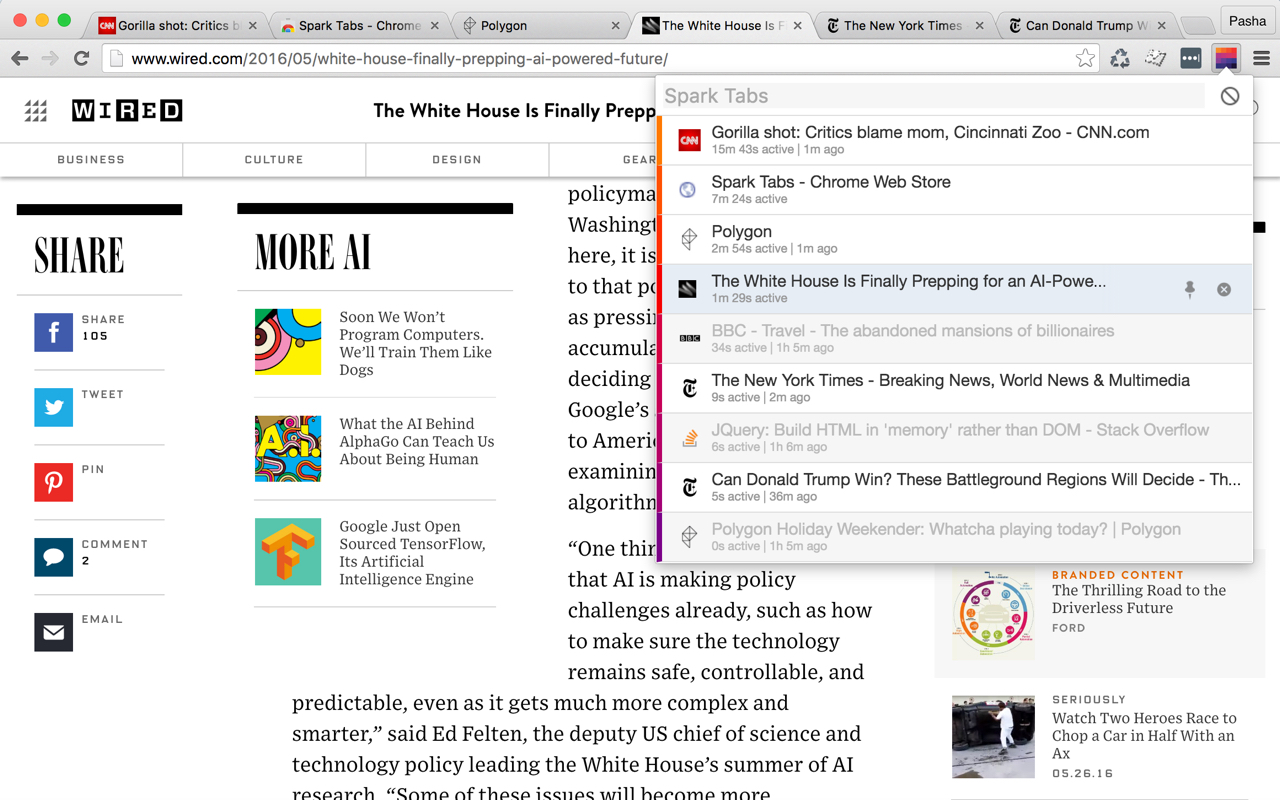 Gorilla shot: Critics b
Spark Tabs - Chrome
Polygon
The White House Is F
The New York Times
Can Donald Trump W
Pasha
www.wired.com/2016/05/white-house-finally-prepping-ai-powered-future/
WIRED
The White House Is Finally Prepp
BUSINESS
CULTURE
DESIGN
GEAR
Spark Tabs
CNN
Gorilla shot: Critics blame mom, Cincinnati Zoo - CNN.com
15m 43s active | 1m ago
Spark Tabs - Chrome Web Store
7m 24s active
Polygon
2m 54s active | 1m ago
The White House Is Finally Prepping for an AI-Powe...
1m 29s active
BBC
BBC - Travel - The abandoned mansions of billionaires
34s active | 1h 5m ago
The New York Times - Breaking News, World News & Multimedia
9s active | 2m ago
JQuery: Build HTML in 'memory' rather than DOM - Stack Overflow
6s active | 1h 6m ago
Can Donald Trump Win? These Battleground Regions Will Decide - Th...
5s active | 36m ago
Polygon Holiday Weekender: Whatcha playing today? | Polygon
0s active | 1h 5m ago
SHARE
SHARE
105
TWEET
PIN
COMMENT
2
EMAIL
MORE AI
Soon We Won't
Program Computers.
We'll Train Them Like
Dogs
A.I.
What the AI Behind
AlphaGo Can Teach Us
About Being Human
Google Just Open
Sourced TensorFlow,
Its Artificial
Intelligence Engine
policyma
Washingt
here, it is
to that po
as pressin
accumula
deciding
Google's
to Americ
examinin
algorithn
“One thin
that AI is making policy
challenges already, such as how
to make sure the technology
remains safe, controllable, and
predictable, even as it gets much more complex and
smarter,” said Ed Felten, the deputy US chief of science and
technology policy leading the White House's summer of AI
research. “Some of these issues will become more
BRANDED CONTENT
The Thrilling Road to the
Driverless Future
FORD
SERIOUSLY
Watch Two Heroes Race to
Chop a Car in Half With an
Ax
05.26.16